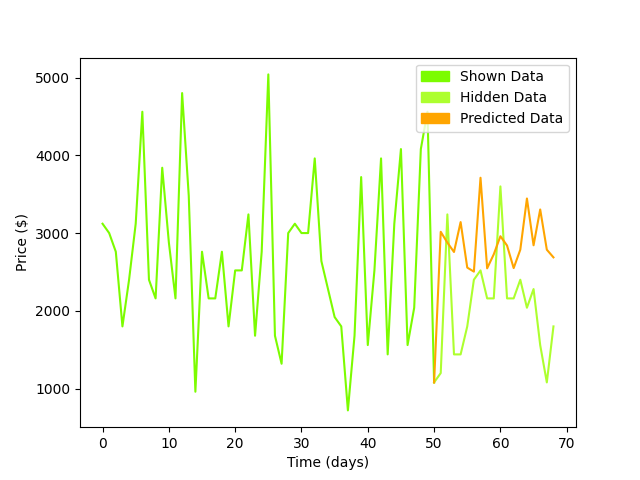 Shown Data
Hidden Data
Predicted Data
Price ($)
5000
4000
3000
2000
1000
0 10 20 30 40 50 60 70
Time (days)